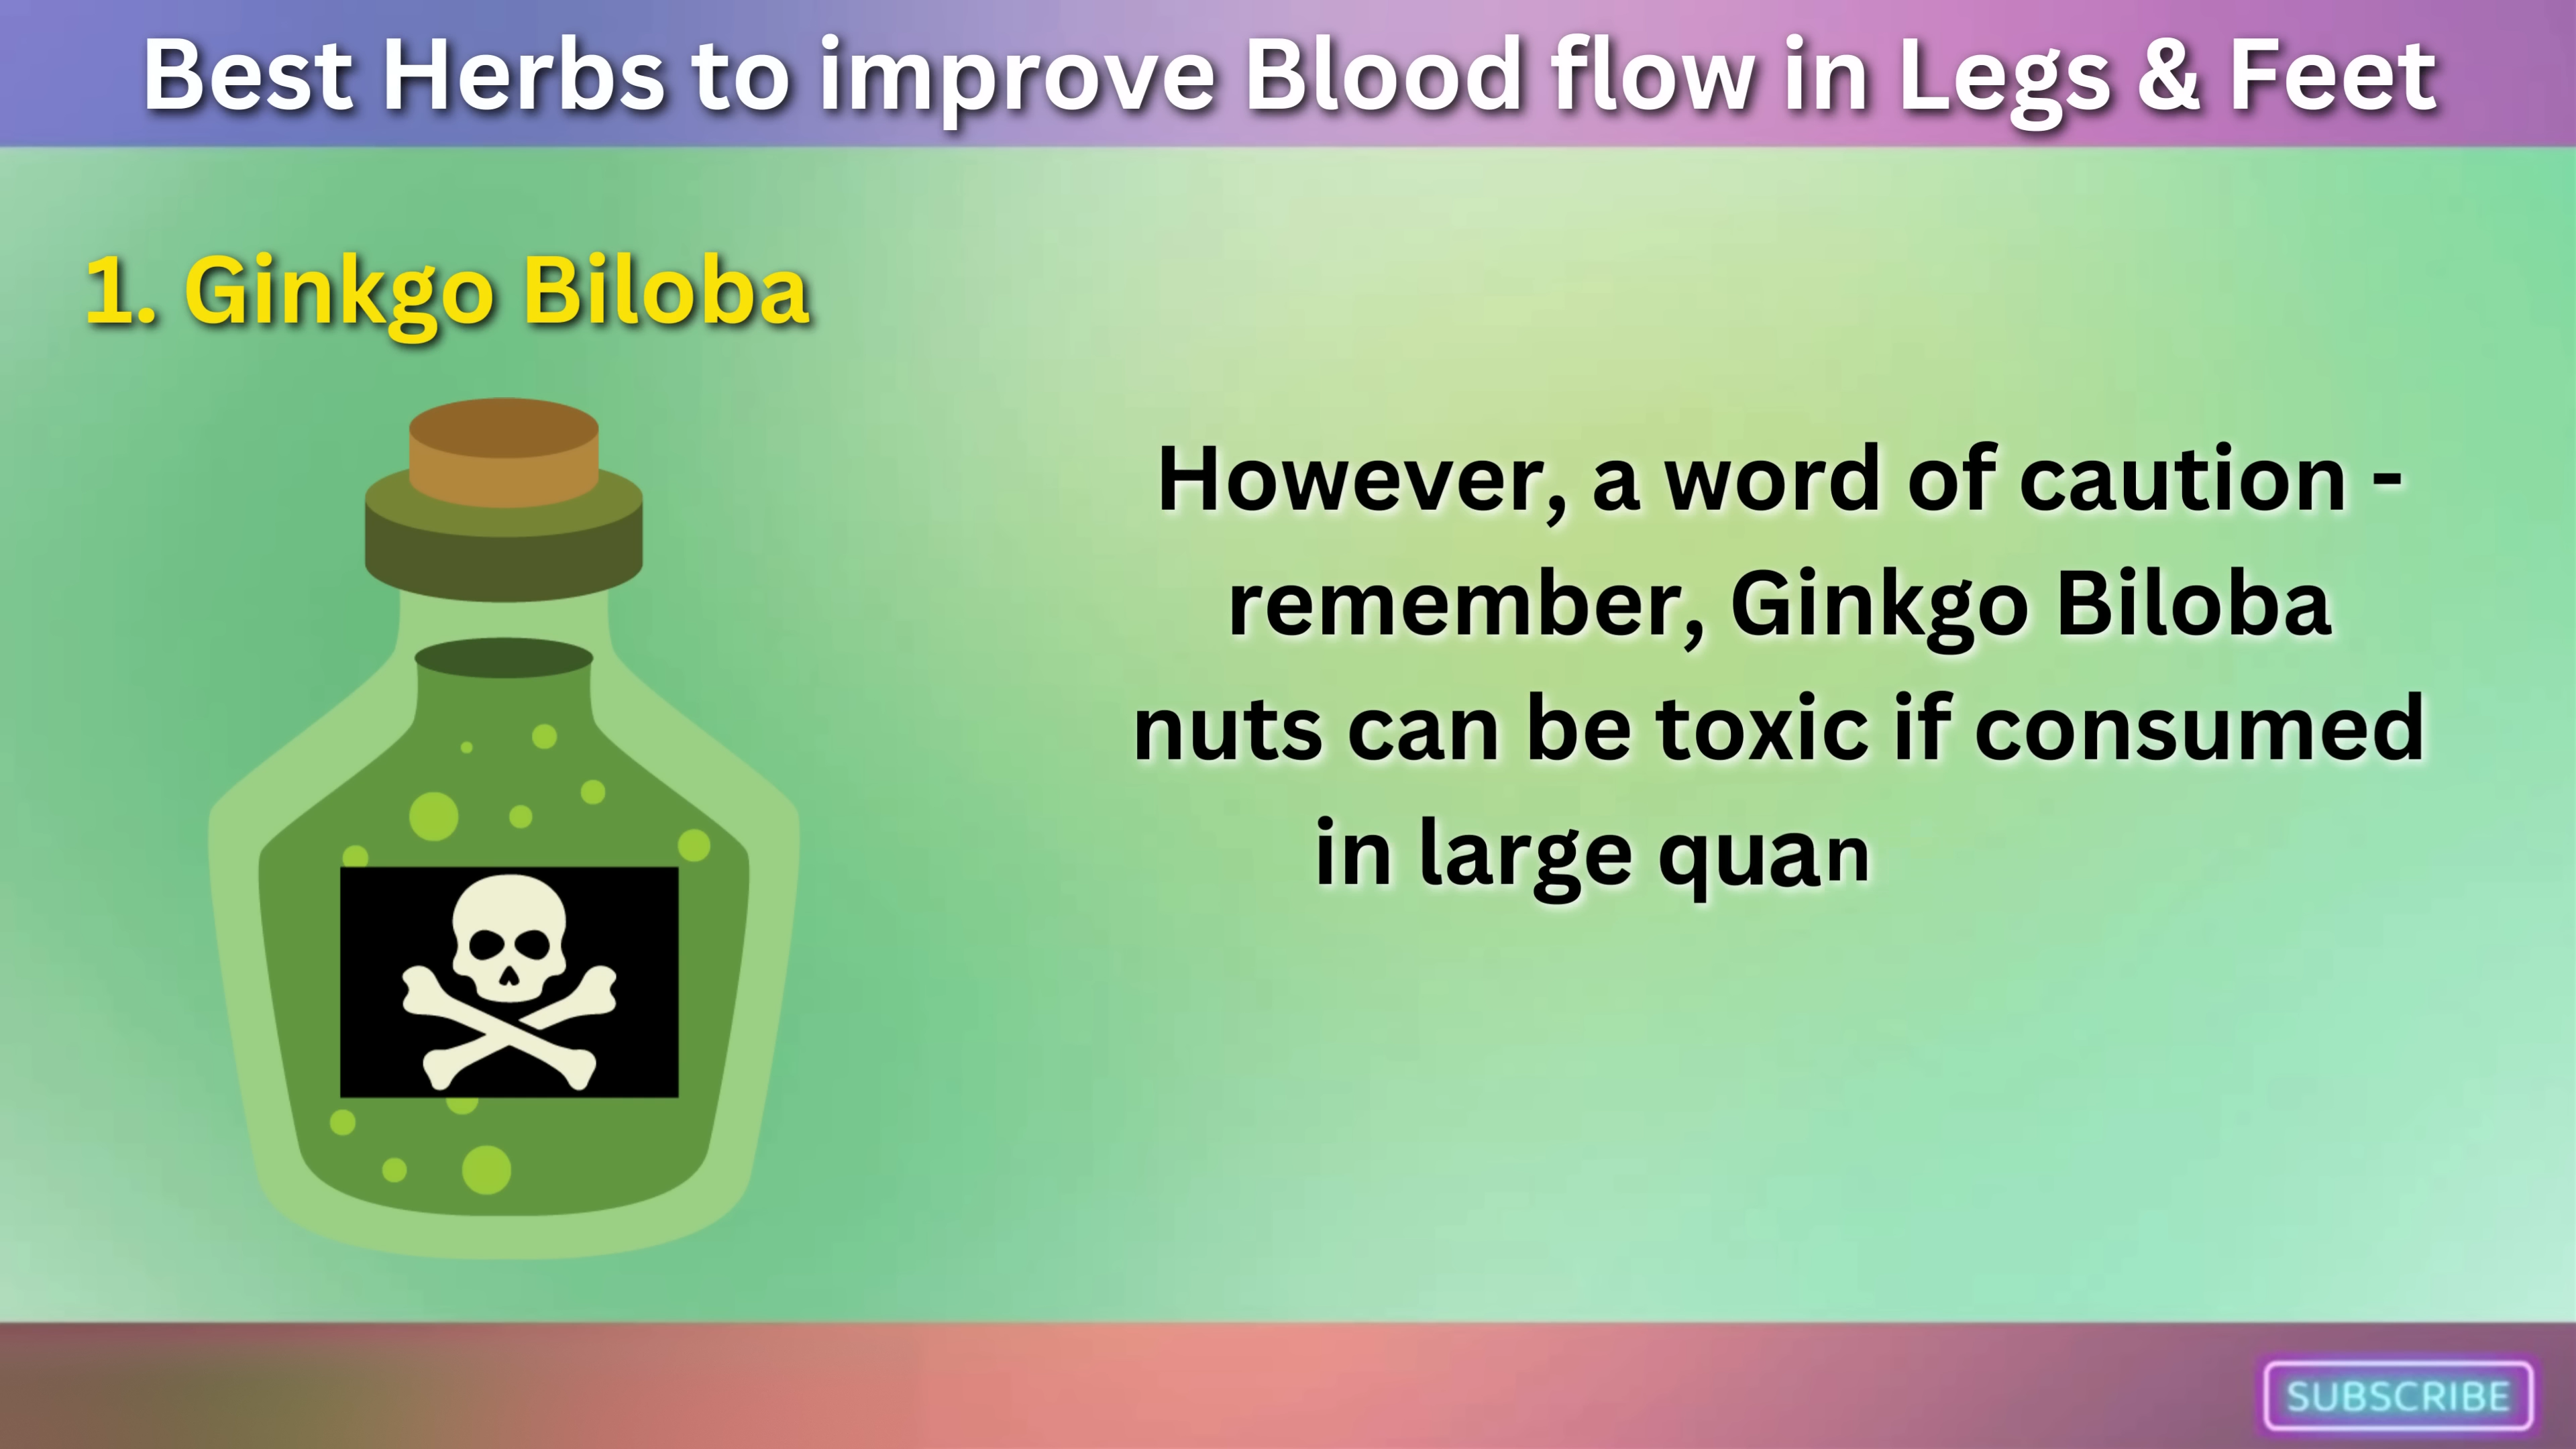 Best Herbs to improve Blood flow in Legs & Feet
1. Ginkgo Biloba
However, a word of caution -
remember, Ginkgo Biloba
nuts can be toxic if consumed
in large quan
SUBSCRIBE